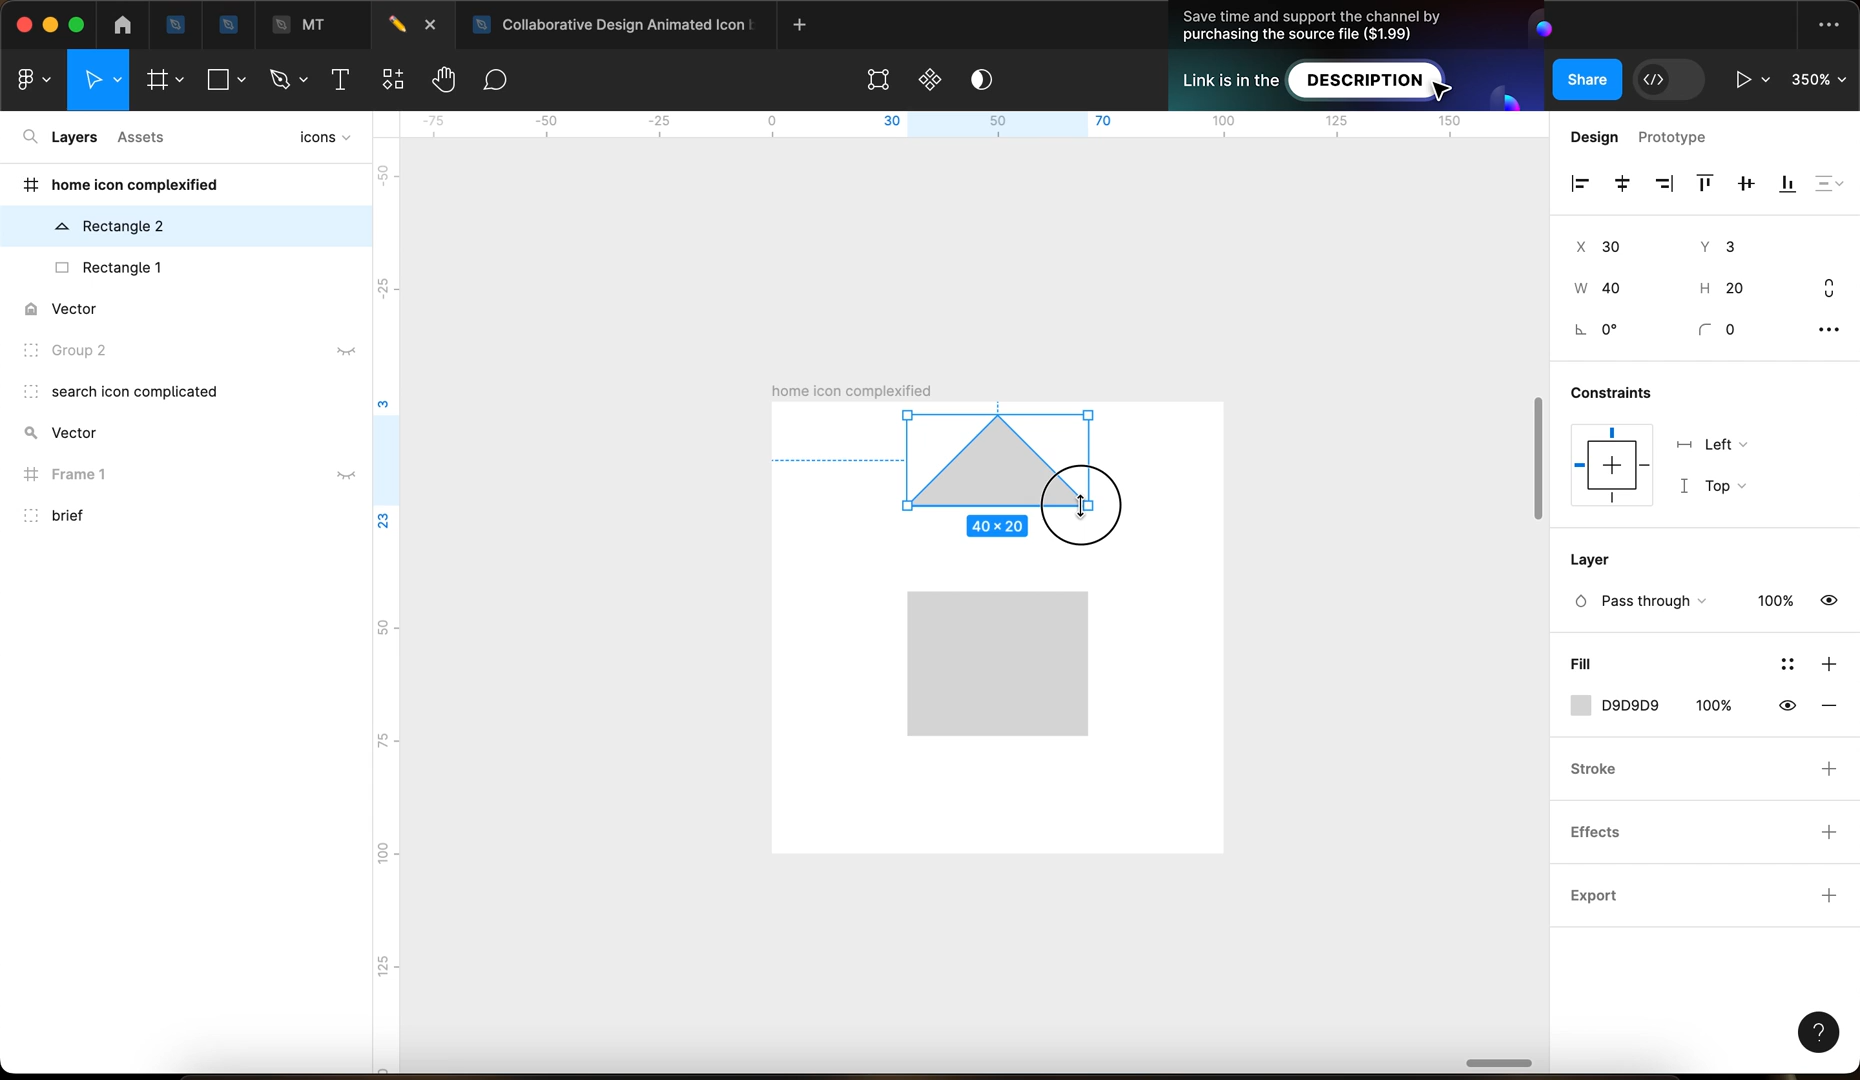 MT
Collaborative Design Animated Icon
Save time and support the channel by
purchasing the source file ($1.99)
Link is in the DESCRIPTION
Share
350%
Layers
Assets
icons
home icon complexified
Rectangle 2
Rectangle 1
Vector
Group 2
search icon complicated
Vector
Frame 1
brief
-75 -50 -25 0 30 50 70 100 125 150
-50
-25
3
23
50
75
100
125
home icon complexified
40 × 20
Design
Prototype
X 30 Y 3
W 40 H 20
0° 0
Constraints
Left
Top
Layer
Pass through 100%
Fill
D9D9D9 100%
Stroke
Effects
Export
?